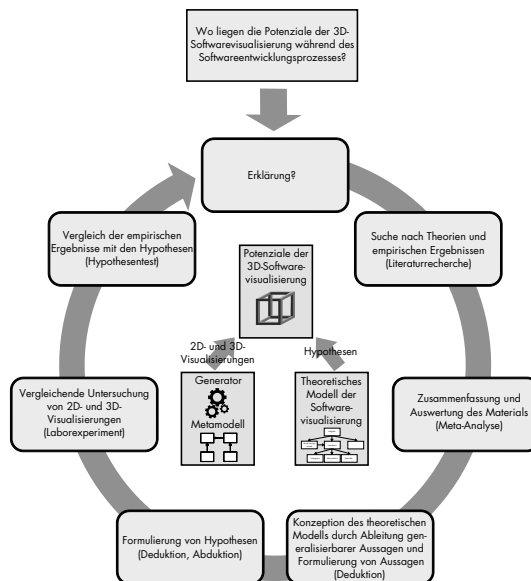 Wo liegen die Potenziale der 3D-
Softwarevisualisierung während des
Softwareentwicklungsprozesses?
Erklärung?
Suche nach Theorien und
empirischen Ergebnissen
(Literaturrecherche)
Zusammenfassung und
Auswertung des Materials
(Meta-Analyse)
Konzeption des theoretischen
Modells durch Ableitung gen-
eralisierbarer Aussagen und
Formulierung von Aussagen
(Deduktion)
Formulierung von Hypothesen
(Deduktion, Abduktion)
Vergleichende Untersuchung
von 2D- und 3D-
Visualisierungen
(Laborexperiment)
Vergleich der empirischen
Ergebnisse mit den Hypothesen
(Hypothesentest)
Potenziale der
3D-Software-
visualisierung
2D- und 3D-
Visualisierungen
Hypothesen
Generator
Metamodell
Theoretisches
Modell der
Software-
visualisierung